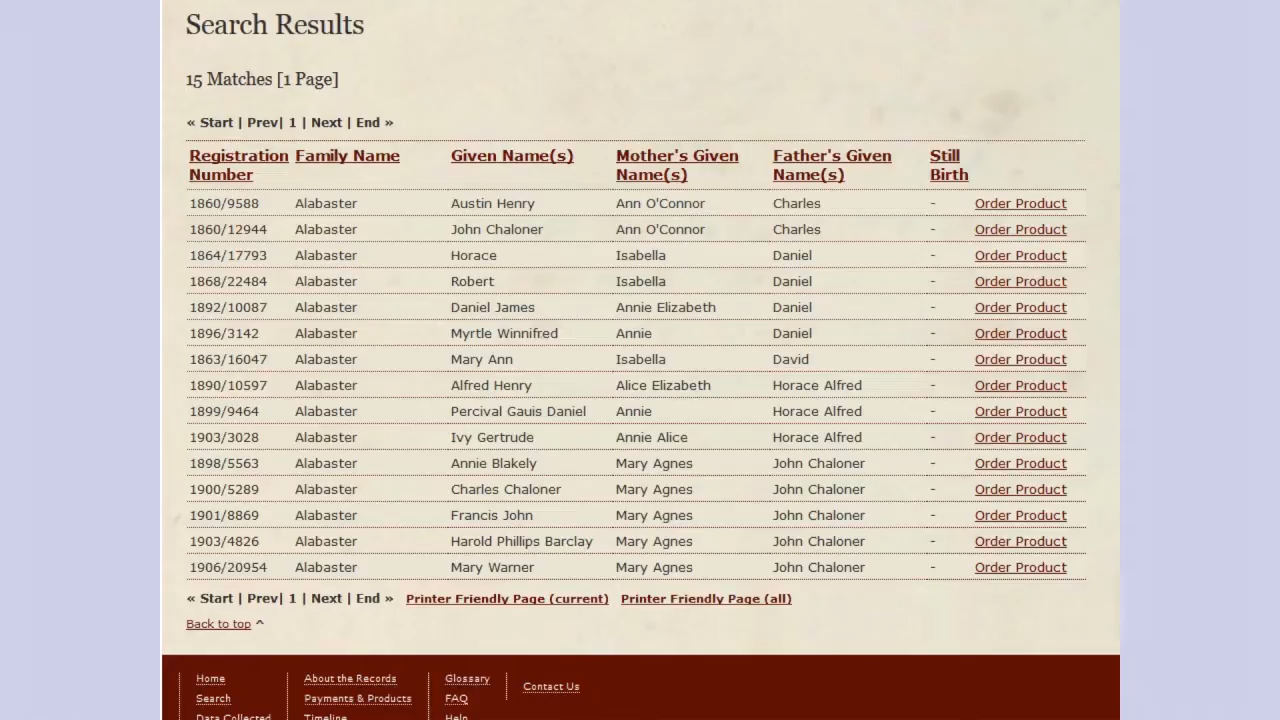 Search Results
15 Matches [1 Page]
« Start | Prev| 1 | Next | End »
Registration Number Family Name Given Name(s) Mother's Given Name(s) Father's Given Name(s) Still Birth
1860/9588 Alabaster Austin Henry Ann O'Connor Charles - Order Product
1860/12944 Alabaster John Chaloner Ann O'Connor Charles - Order Product
1864/17793 Alabaster Horace Isabella Daniel - Order Product
1868/22484 Alabaster Robert Isabella Daniel - Order Product
1892/10087 Alabaster Daniel James Annie Elizabeth Daniel - Order Product
1896/3142 Alabaster Myrtle Winnifred Annie Daniel - Order Product
1863/16047 Alabaster Mary Ann Isabella David - Order Product
1890/10597 Alabaster Alfred Henry Alice Elizabeth Horace Alfred - Order Product
1899/9464 Alabaster Percival Gauis Daniel Annie Horace Alfred - Order Product
1903/3028 Alabaster Ivy Gertrude Annie Alice Horace Alfred - Order Product
1898/5563 Alabaster Annie Blakely Mary Agnes John Chaloner - Order Product
1900/5289 Alabaster Charles Chaloner Mary Agnes John Chaloner - Order Product
1901/8869 Alabaster Francis John Mary Agnes John Chaloner - Order Product
1903/4826 Alabaster Harold Phillips Barclay Mary Agnes John Chaloner - Order Product
1906/20954 Alabaster Mary Warner Mary Agnes John Chaloner - Order Product
« Start | Prev| 1 | Next | End » Printer Friendly Page (current) Printer Friendly Page (all)
Back to top ^
Home About the Records Glossary Contact Us
Search Payments & Products FAQ
Data Collected Timeline Help